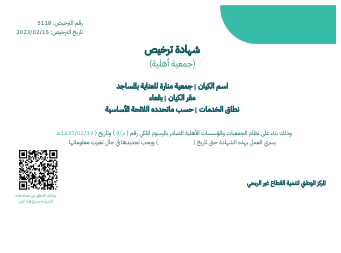 رقم الترخيص: 9118
تاريخ الترخيص: 2023/02/15
شهادة ترخيص
(جمعية أهلية)
اسم الكيان | جمعية منارة للعناية بالمساجد
مقر الكيان | بقعاء
نطاق الخدمات | حسب ماتحدده اللائحة الأساسية
وذلك بناء على نظام الجمعيات والمؤسسات الأهلية الصادر بالمرسوم الملكي رقم ( م/8 ) وتاريخ ( 1437/02/19هـ
يسري العمل بهذه الشهادة حتى تاريخ ( ) ويجب تجديدها في حال تغيرت معلوماتها
المركز الوطني لتنمية القطاع غير الربحي